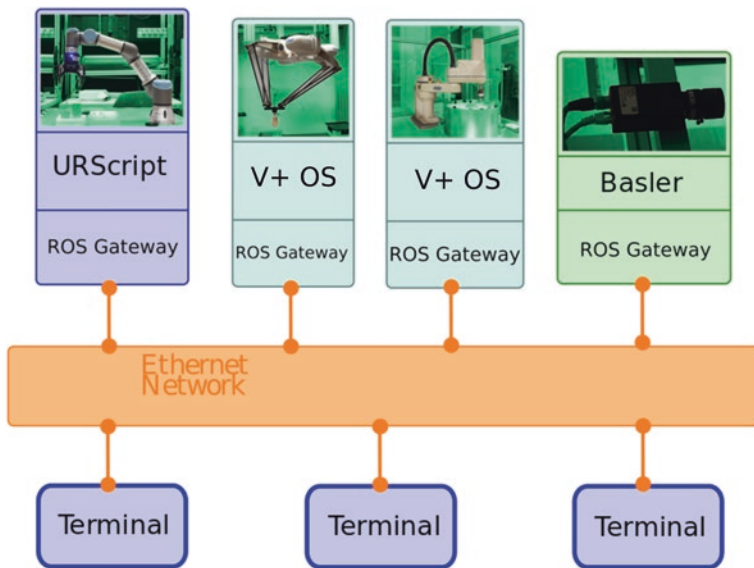 URScript
V+ OS
V+ OS
Basler
ROS Gateway
ROS Gateway
ROS Gateway
ROS Gateway
Ethernet
Network
Terminal
Terminal
Terminal